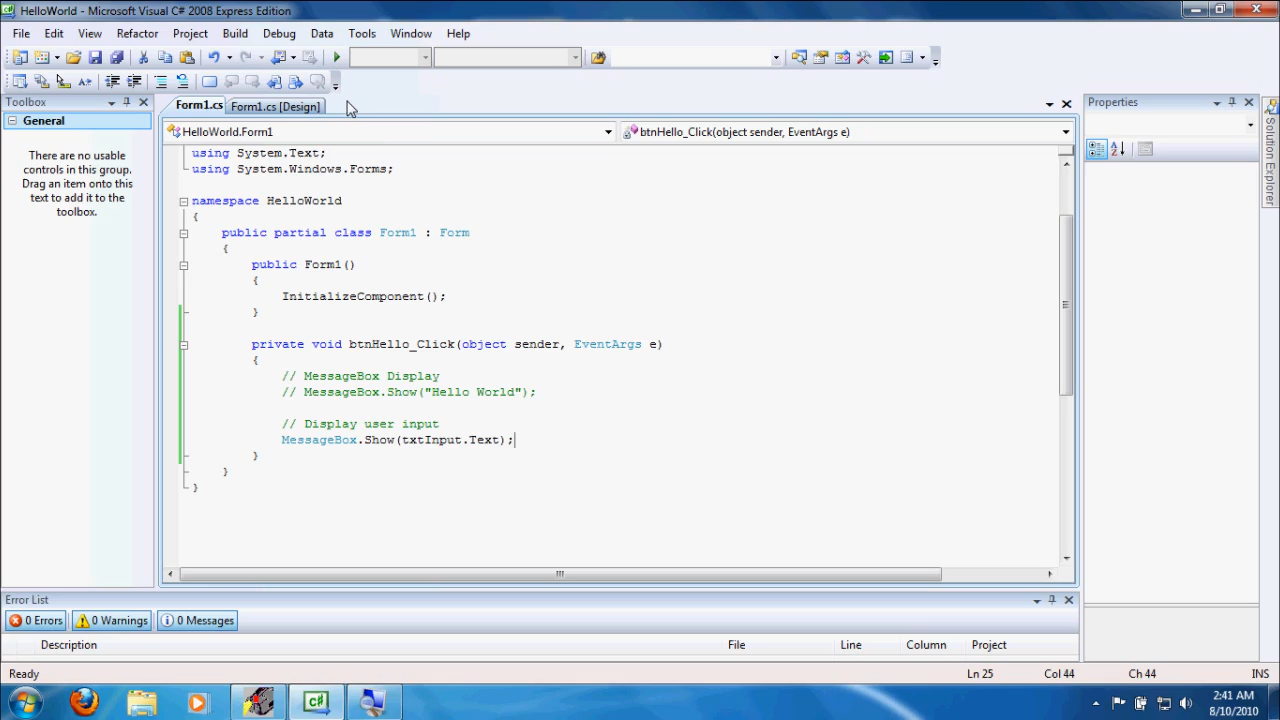 HelloWorld - Microsoft Visual C# 2008 Express Edition
File Edit View Refactor Project Build Debug Data Tools Window Help
Toolbox
General
There are no usable
controls in this group.
Drag an item onto this
text to add it to the
toolbox.
Form1.cs Form1.cs [Design]
HelloWorld.Form1 btnHello_Click(object sender, EventArgs e)
using System.Text;
using System.Windows.Forms;
namespace HelloWorld
{
public partial class Form1 : Form
{
public Form1()
{
InitializeComponent();
}
private void btnHello_Click(object sender, EventArgs e)
{
// MessageBox Display
// MessageBox.Show("Hello World");
// Display user input
MessageBox.Show(txtInput.Text);
}
}
}
Properties
Solution Explorer
Error List
0 Errors 0 Warnings 0 Messages
Description File Line Column Project
Ready Ln 25 Col 44 Ch 44 INS
C#
2:41 AM
8/10/2010